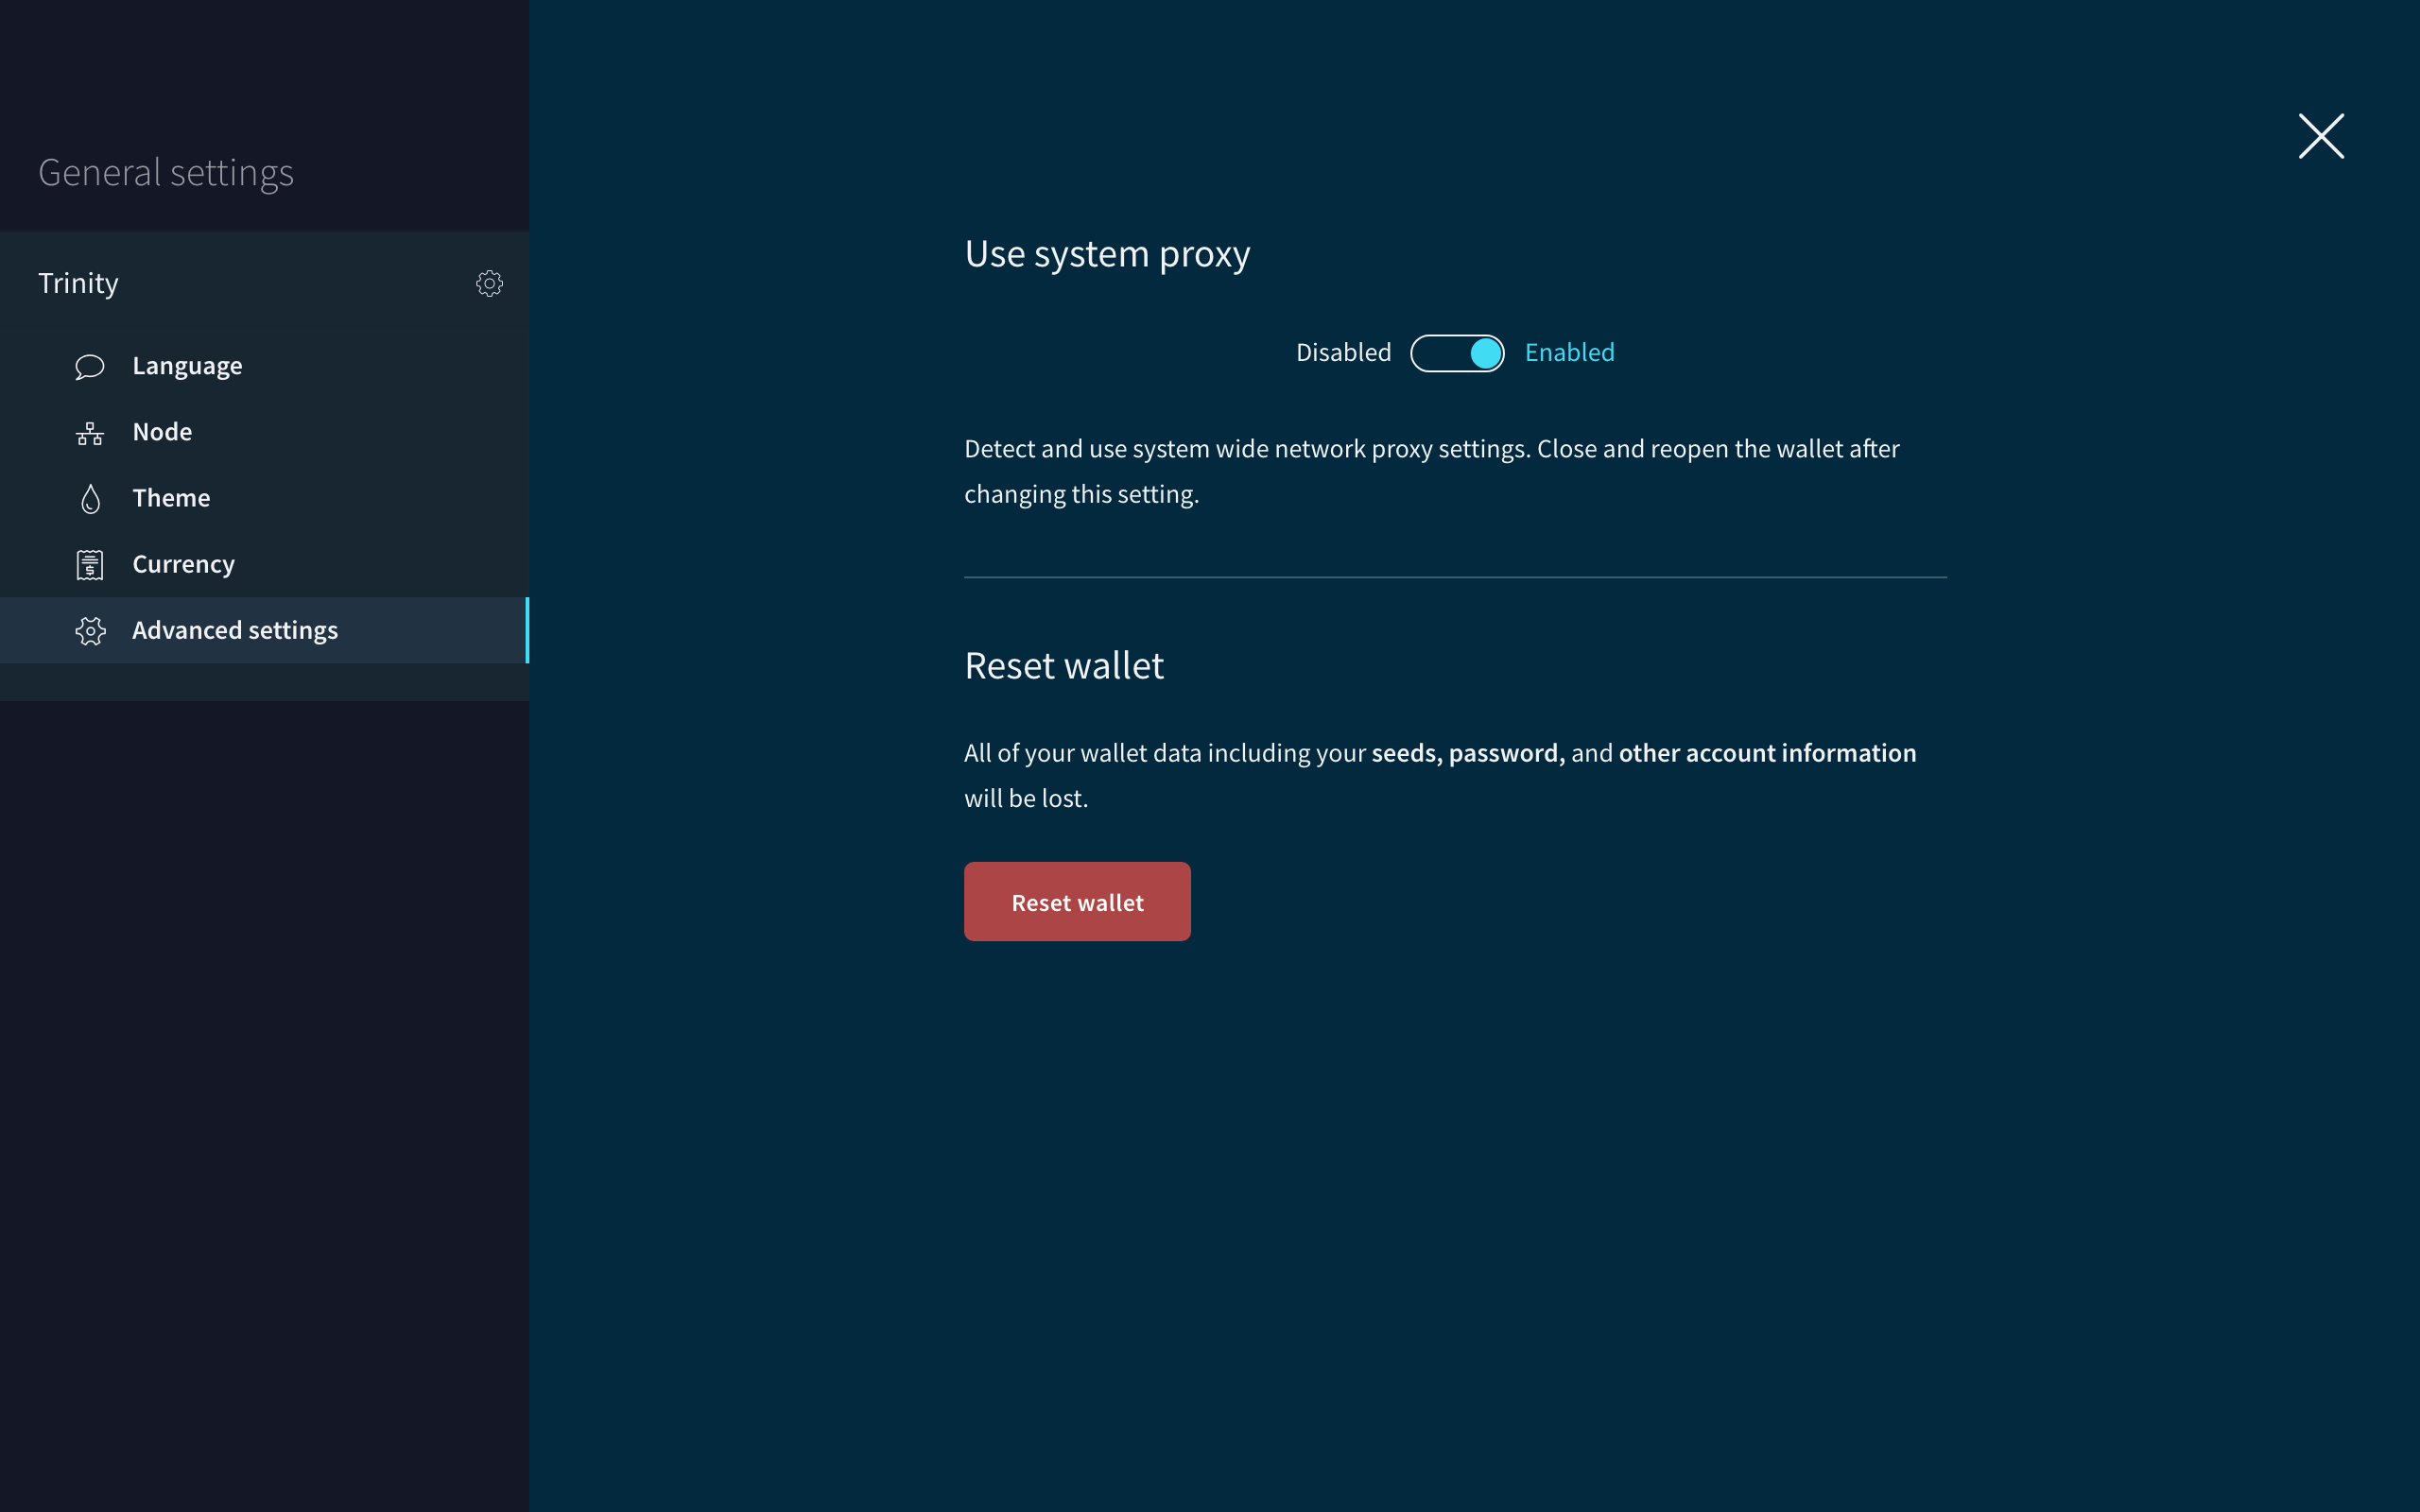 General settings
Trinity
Language
Node
Theme
Currency
Advanced settings
Use system proxy
Disabled Enabled
Detect and use system wide network proxy settings. Close and reopen the wallet after
changing this setting.
Reset wallet
All of your wallet data including your seeds, password, and other account information
will be lost.
Reset wallet